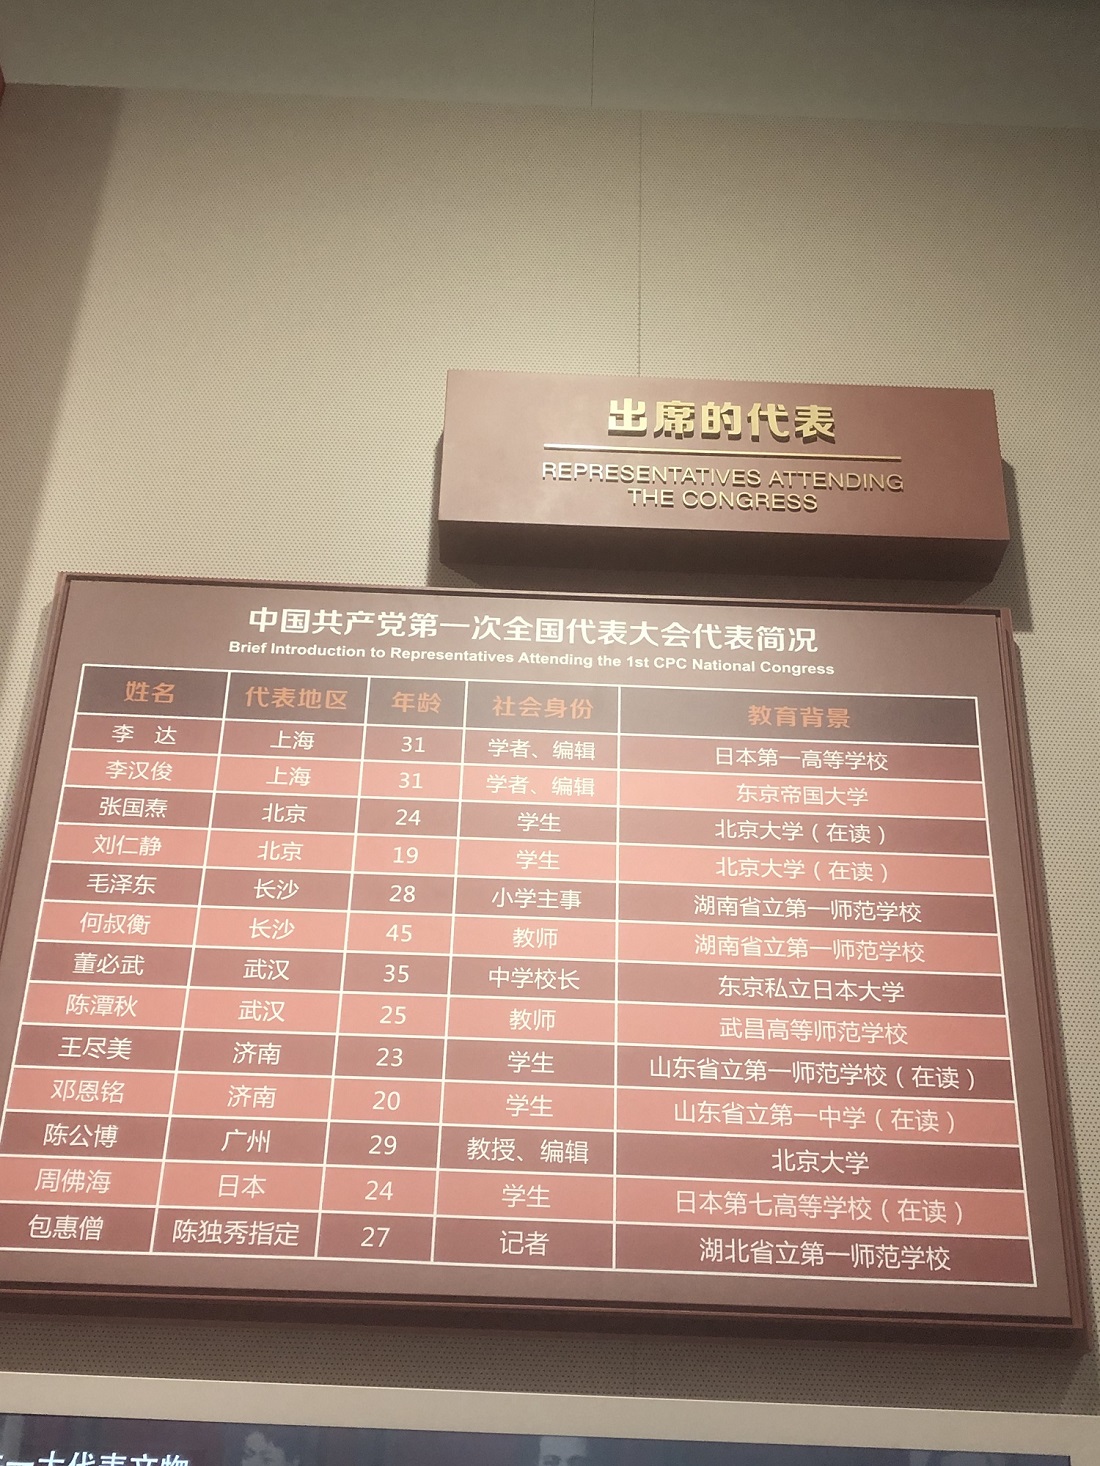 出席的代表
REPRESENTATIVES ATTENDING
THE CONGRESS
中国共产党第一次全国代表大会代表简况
Brief Introduction to Representatives Attending the 1st CPC National Congress
姓名 代表地区 年龄 社会身份 教育背景
李 达 上海 31 学者、编辑 日本第一高等学校
李汉俊 上海 31 学者、编辑 东京帝国大学
张国焘 北京 24 学生 北京大学（在读）
刘仁静 北京 19 学生 北京大学（在读）
毛泽东 长沙 28 小学主事 湖南省立第一师范学校
何叔衡 长沙 45 教师 湖南省立第一师范学校
董必武 武汉 35 中学校长 东京私立日本大学
陈潭秋 武汉 25 教师 武昌高等师范学校
王尽美 济南 23 学生 山东省立第一师范学校（在读）
邓恩铭 济南 20 学生 山东省立第一中学（在读）
陈公博 广州 29 教授、编辑 北京大学
周佛海 日本 24 学生 日本第七高等学校（在读）
包惠僧 陈独秀指定 27 记者 湖北省立第一师范学校
一大代表文物